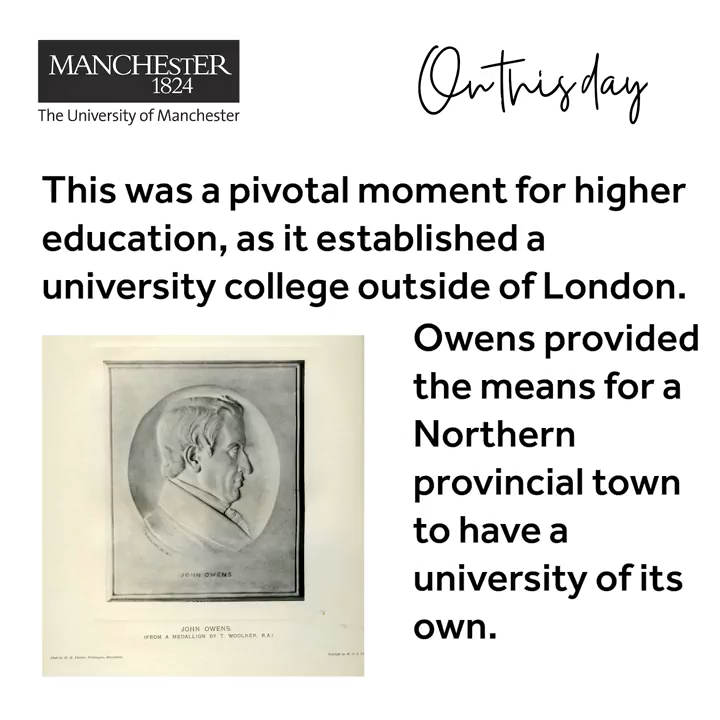 MANCHESTER
1824
The University of Manchester
On this day
This was a pivotal moment for higher
education, as it established a
university college outside of London.
Owens provided
the means for a
Northern
provincial town
to have a
university of its
own.
JOHN OWENS
JOHN OWENS
(FROM A MEDALLION BY T. WOOLNER, R.A.)